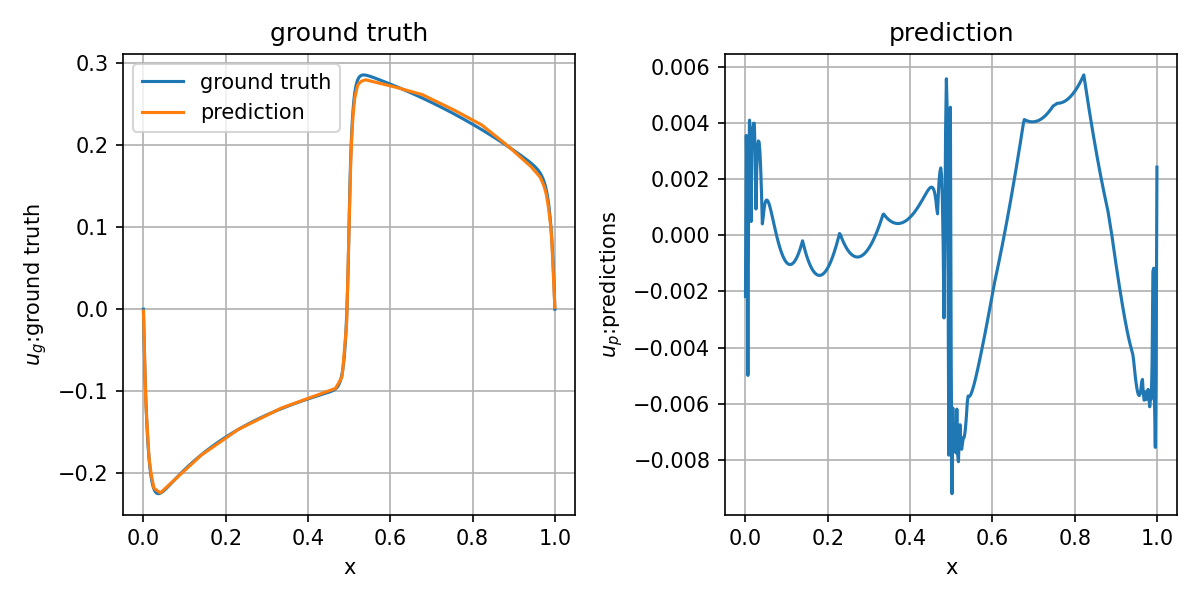 ground truth
0.3
0.2
0.1
0.0
−0.1
−0.2
u_g:ground truth
ground truth
prediction
0.0 0.2 0.4 0.6 0.8 1.0
x
prediction
0.006
0.004
0.002
0.000
−0.002
−0.004
−0.006
−0.008
u_p:predictions
0.0 0.2 0.4 0.6 0.8 1.0
x